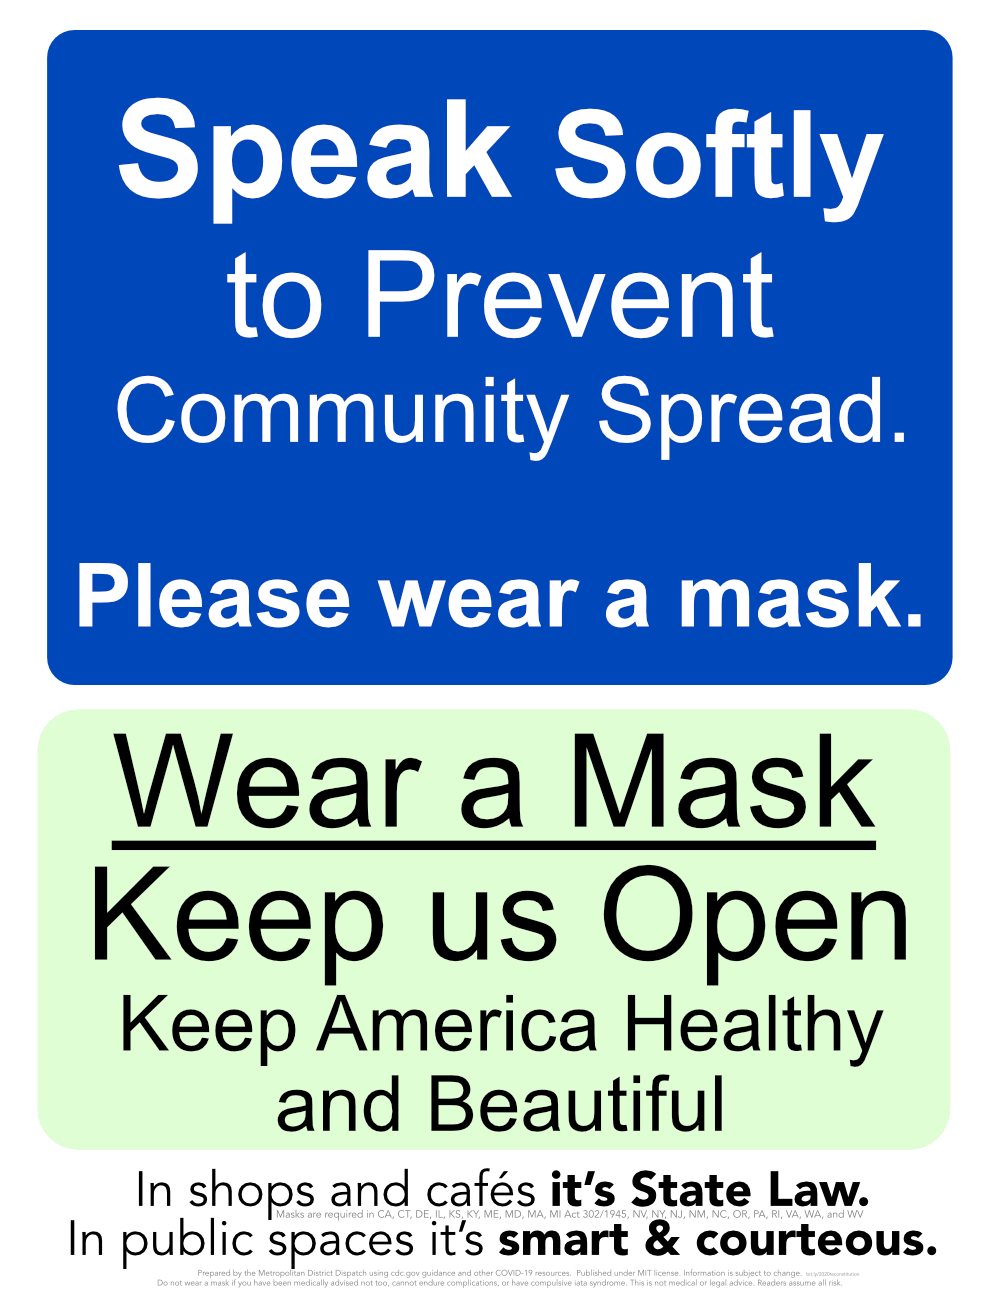 Speak Softly
to Prevent
Community Spread.
Please wear a mask.
Wear a Mask
Keep us Open
Keep America Healthy
and Beautiful
In shops and cafés it's State Law.
Masks are required in CA, CT, DE, IL, KS, KY, ME, MD, MA, MI Act 302/1945, NV, NY, NJ, NM, NC, OR, PA, RI, VA, WA, and WV
In public spaces it's smart & courteous.
Prepared by the Metropolitan District Dispatch using cdc.gov guidance and other COVID-19 resources. Published under MIT license. Information is subject to change.
Do not wear a mask if you have been medically advised not too, cannot endure complications, or have compulsive iata syndrome. This is not medical or legal advice. Readers assume all risk.